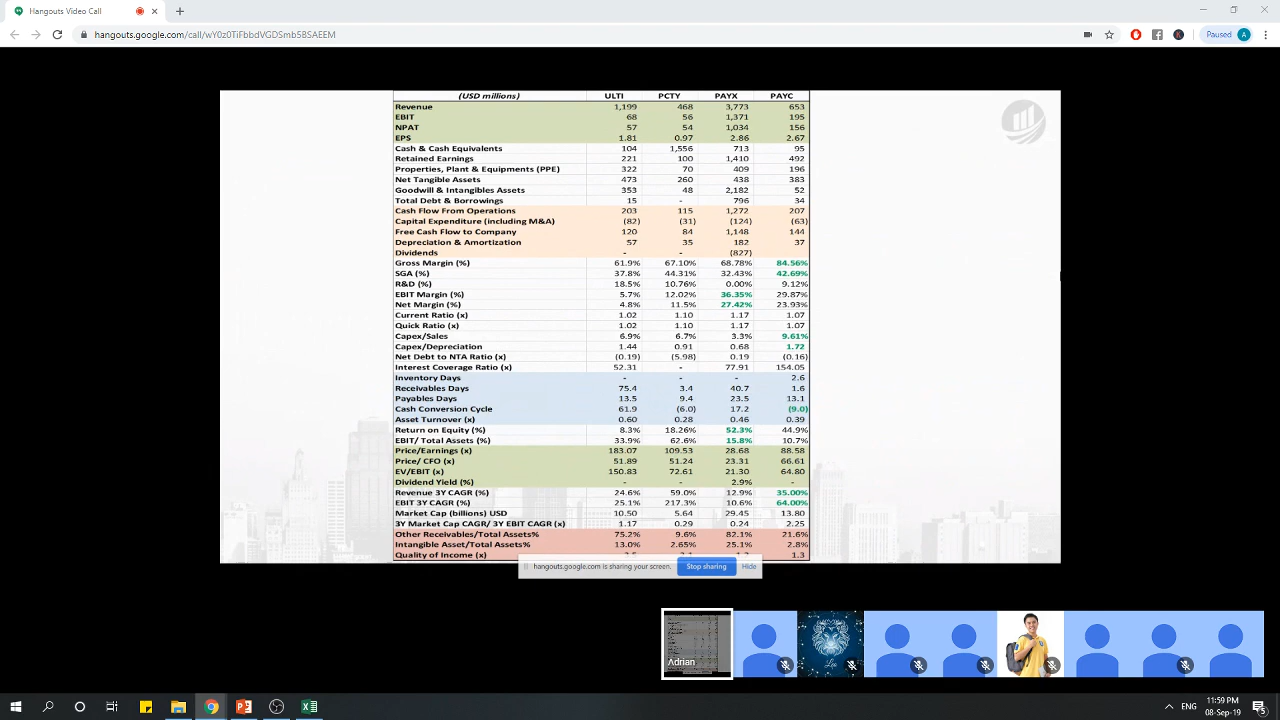 Hangouts Video Call
hangouts.google.com/call/wY0z0TiFbbdVGDSmb5BSAEEM
Paused A
(USD millions) ULTI PCTY PAYX PAYC
Revenue 1,199 468 3,773 653
EBIT 68 56 1,371 195
NPAT 57 54 1,034 156
EPS 1.81 0.97 2.86 2.67
Cash & Cash Equivalents 104 1,556 713 95
Retained Earnings 221 100 1,410 492
Properties, Plant & Equipments (PPE) 322 70 409 196
Net Tangible Assets 473 260 438 383
Goodwill & Intangibles Assets 353 48 2,182 52
Total Debt & Borrowings 15 - 796 34
Cash Flow From Operations 203 115 1,272 207
Capital Expenditure (including M&A) (82) (31) (124) (63)
Free Cash Flow to Company 120 84 1,148 144
Depreciation & Amortization 57 35 182 37
Dividends - - (827)
Gross Margin (%) 61.9% 67.10% 68.78% 84.56%
SGA (%) 37.8% 44.31% 32.43% 42.69%
R&D (%) 18.5% 10.76% 0.00% 9.12%
EBIT Margin (%) 5.7% 12.02% 36.35% 29.87%
Net Margin (%) 4.8% 11.5% 27.42% 23.93%
Current Ratio (x) 1.02 1.10 1.17 1.07
Quick Ratio (x) 1.02 1.10 1.17 1.07
Capex/Sales 6.9% 6.7% 3.3% 9.61%
Capex/Depreciation 1.44 0.91 0.68 1.72
Net Debt to NTA Ratio (x) (0.19) (5.98) 0.19 (0.16)
Interest Coverage Ratio (x) 52.31 - 77.91 154.05
Inventory Days - - - 2.6
Receivables Days 75.4 3.4 40.7 1.6
Payables Days 13.5 9.4 23.5 13.1
Cash Conversion Cycle 61.9 (6.0) 17.2 (9.0)
Asset Turnover (x) 0.60 0.28 0.46 0.39
Return on Equity (%) 8.3% 18.26% 52.3% 44.9%
EBIT/ Total Assets (%) 33.9% 62.6% 15.8% 10.7%
Price/Earnings (x) 183.07 109.53 28.68 88.58
Price/ CFO (x) 51.89 51.24 23.31 66.61
EV/EBIT (x) 150.83 72.61 21.30 64.80
Dividend Yield (%) - - 2.9% -
Revenue 3Y CAGR (%) 24.6% 59.0% 12.9% 35.00%
EBIT 3Y CAGR (%) 25.1% 217.3% 10.6% 64.00%
Market Cap (billions) USD 10.50 5.64 29.45 13.80
3Y Market Cap CAGR/ 3Y EBIT CAGR (x) 1.17 0.29 0.24 2.25
Other Receivables/Total Assets% 75.2% 9.6% 82.1% 21.6%
Intangible Asset/Total Assets% 13.0% 2.65% 25.1% 2.8%
Quality of Income (x) 1.3
hangouts.google.com is sharing your screen. Stop sharing Hide
Adrian
ENG
11:59 PM
08-Sep-19